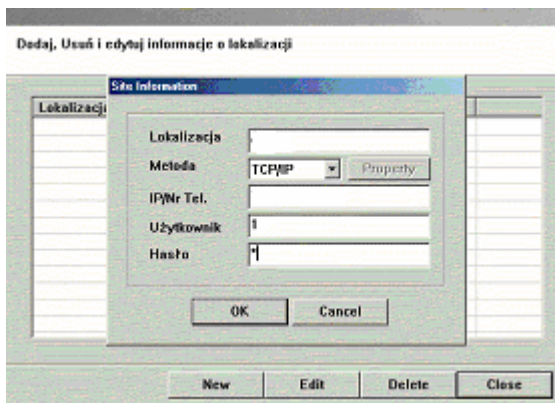 Dodaj, Usuń i edytuj informacje o lokalizacji
Site Information
Lokalizacja
Lokalizacja
Metoda TCP/IP Property
IP/Nr Tel.
Użytkownik 1
Hasło *
OK Cancel
New Edit Delete Close